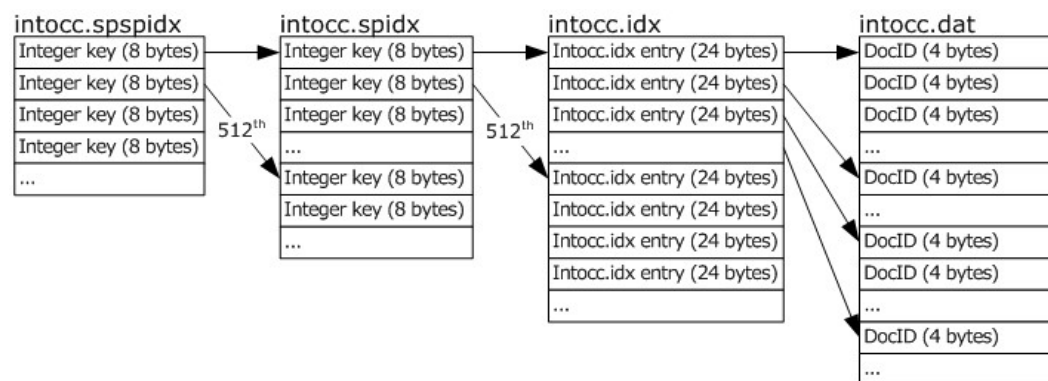 intocc.spspidx
Integer key (8 bytes)
Integer key (8 bytes)
Integer key (8 bytes)
Integer key (8 bytes)
...
512th
intocc.spidx
Integer key (8 bytes)
Integer key (8 bytes)
Integer key (8 bytes)
...
Integer key (8 bytes)
Integer key (8 bytes)
...
512th
intocc.idx
Intocc.idx entry (24 bytes)
Intocc.idx entry (24 bytes)
Intocc.idx entry (24 bytes)
...
Intocc.idx entry (24 bytes)
Intocc.idx entry (24 bytes)
Intocc.idx entry (24 bytes)
Intocc.idx entry (24 bytes)
...
intocc.dat
DocID (4 bytes)
DocID (4 bytes)
DocID (4 bytes)
...
DocID (4 bytes)
...
DocID (4 bytes)
DocID (4 bytes)
...
DocID (4 bytes)
...